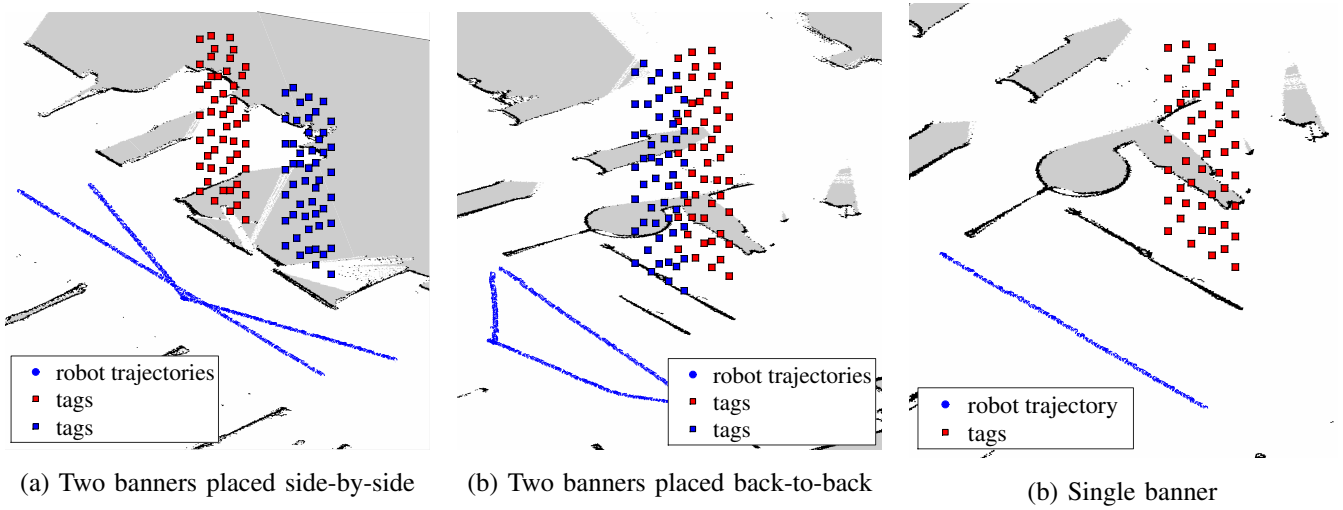 robot trajectories
tags
tags
(a) Two banners placed side-by-side
robot trajectories
tags
tags
(b) Two banners placed back-to-back
robot trajectory
tags
(b) Single banner